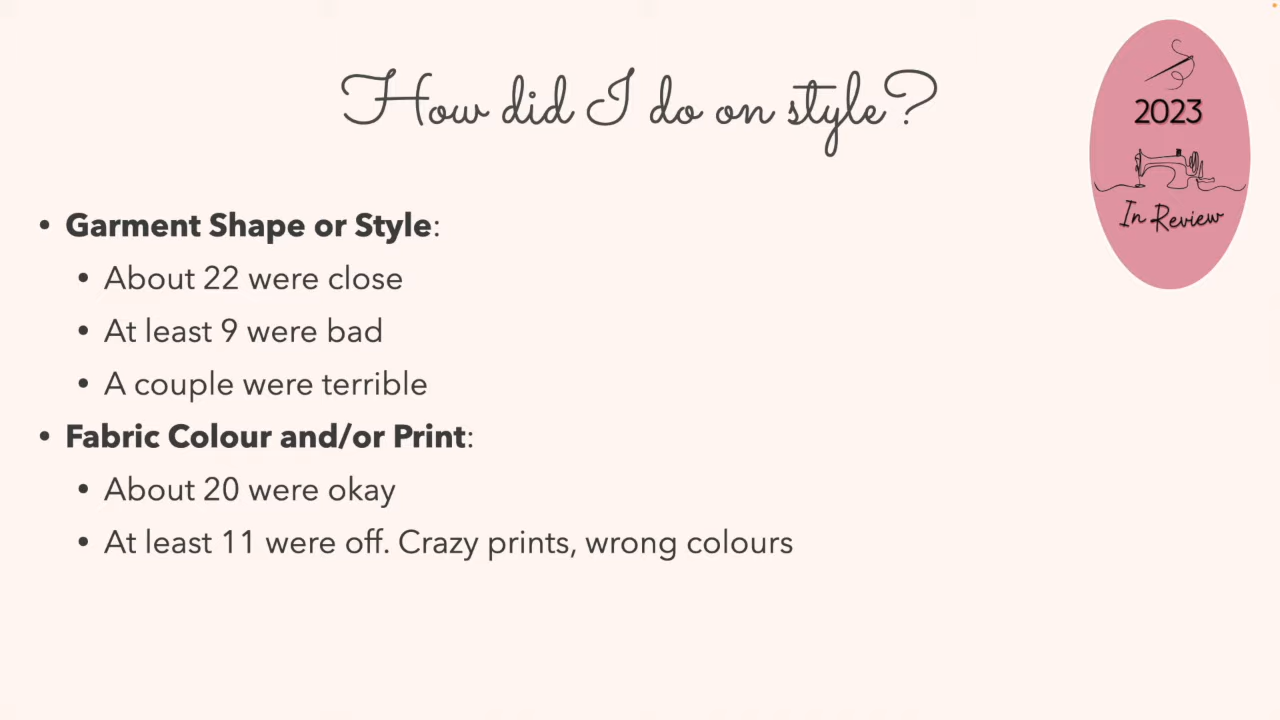 How did I do on style?
2023
In Review
• Garment Shape or Style:
• About 22 were close
• At least 9 were bad
• A couple were terrible
• Fabric Colour and/or Print:
• About 20 were okay
• At least 11 were off. Crazy prints, wrong colours